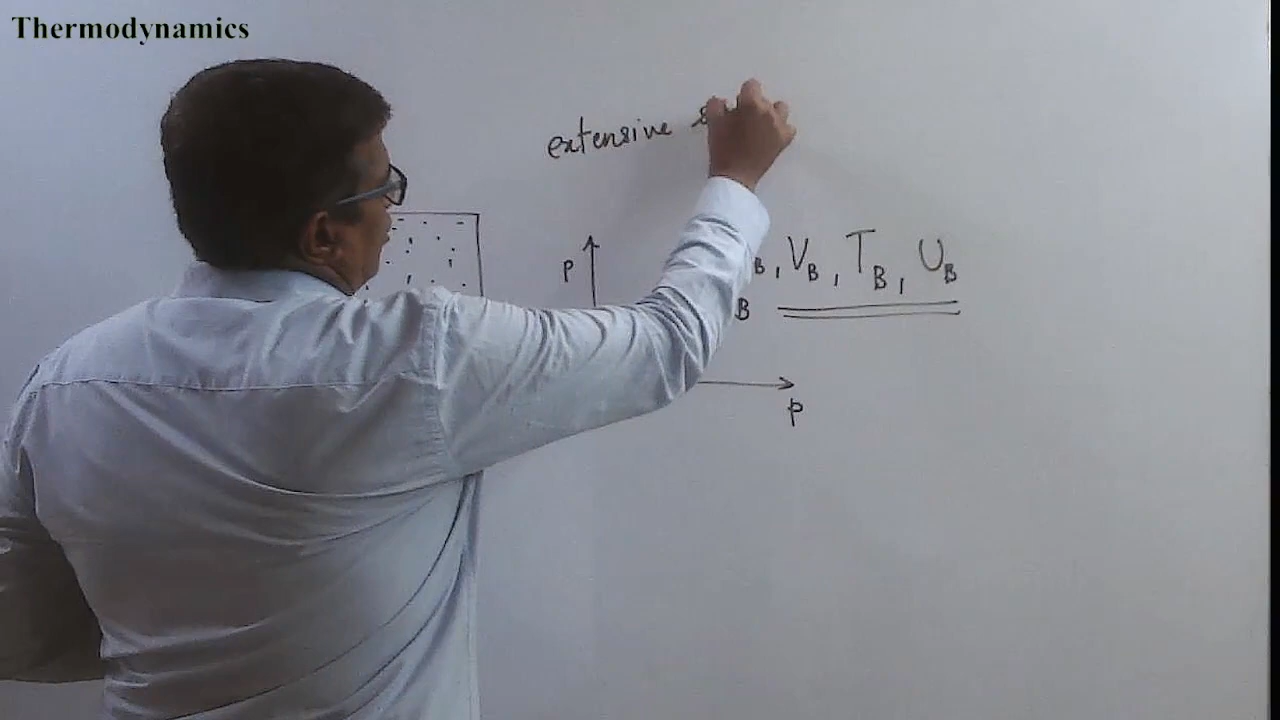 Thermodynamics
extensive
P
B, V_B, T_B, U_B
B
P